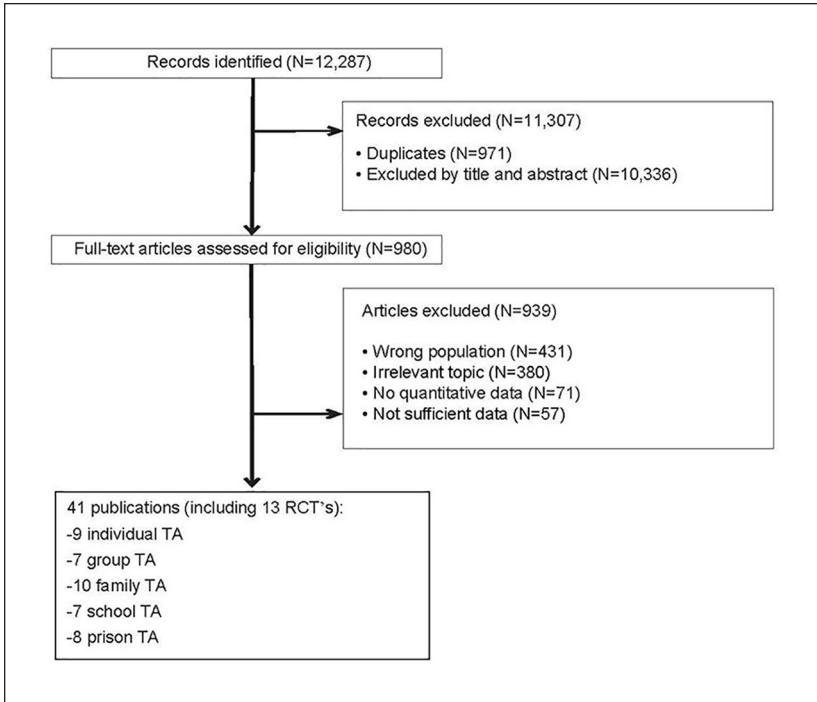 Records identified (N=12,287)
Records excluded (N=11,307)
• Duplicates (N=971)
• Excluded by title and abstract (N=10,336)
Full-text articles assessed for eligibility (N=980)
Articles excluded (N=939)
• Wrong population (N=431)
• Irrelevant topic (N=380)
• No quantitative data (N=71)
• Not sufficient data (N=57)
41 publications (including 13 RCT's):
-9 individual TA
-7 group TA
-10 family TA
-7 school TA
-8 prison TA